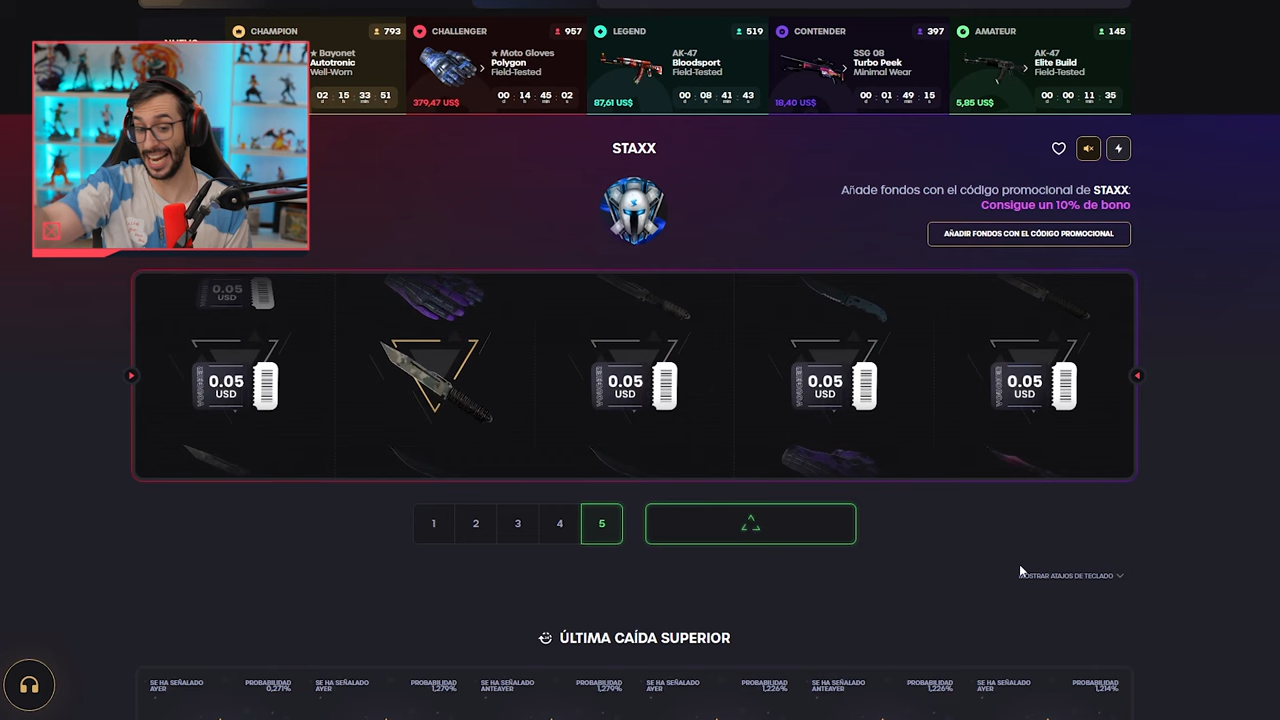 CHAMPION
793
★ Bayonet
Autotronic
Well-Worn
02 : 15 : 33 : 51
d h min s
CHALLENGER
957
★ Moto Gloves
Polygon
Field-Tested
379,47 US$
00 : 14 : 45 : 02
d h min s
LEGEND
519
AK-47
Bloodsport
Field-Tested
87,61 US$
00 : 08 : 41 : 43
d h min s
CONTENDER
397
SSG 08
Turbo Peek
Minimal Wear
18,40 US$
00 : 01 : 49 : 15
d h min s
AMATEUR
145
AK-47
Elite Build
Field-Tested
5,85 US$
00 : 00 : 11 : 35
d h min s
STAXX
Añade fondos con el código promocional de STAXX:
Consigue un 10% de bono
AÑADIR FONDOS CON EL CÓDIGO PROMOCIONAL
0.05
USD
0.05
USD
0.05
USD
0.05
USD
0.05
USD
1 2 3 4 5
MOSTRAR ATAJOS DE TECLADO
ÚLTIMA CAÍDA SUPERIOR
SE HA SEÑALADO
AYER
PROBABILIDAD
0,271%
SE HA SEÑALADO
AYER
PROBABILIDAD
1,279%
SE HA SEÑALADO
ANTEAYER
PROBABILIDAD
1,279%
SE HA SEÑALADO
AYER
PROBABILIDAD
1,226%
SE HA SEÑALADO
ANTEAYER
PROBABILIDAD
1,226%
SE HA SEÑALADO
AYER
PROBABILIDAD
1,214%